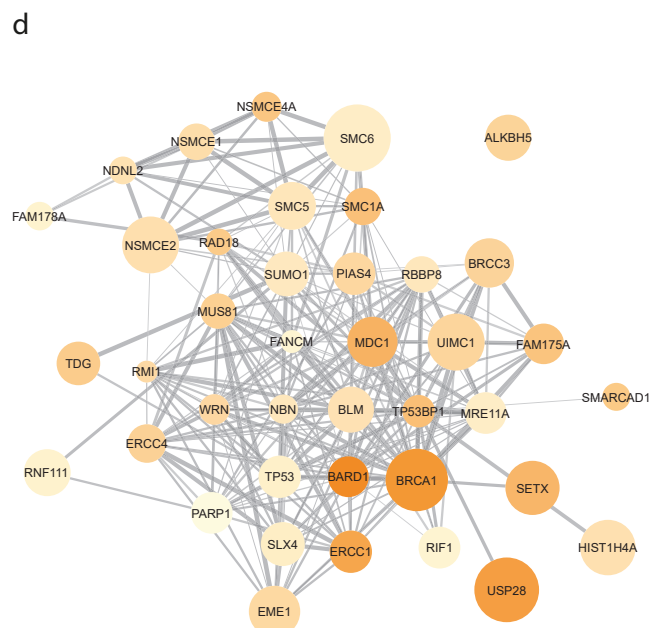 d
NSMCE4A
SMC6
ALKBH5
NSMCE1
NDNL2
FAM178A
SMC5
SMC1A
NSMCE2
RAD18
SUMO1
PIAS4
RBBP8
BRCC3
MUS81
FANCM
MDC1
UIMC1
FAM175A
TDG
RMI1
WRN
NBN
BLM
TP53BP1
MRE11A
SMARCAD1
ERCC4
RNF111
TP53
BARD1
BRCA1
SETX
PARP1
SLX4
ERCC1
RIF1
HIST1H4A
USP28
EME1